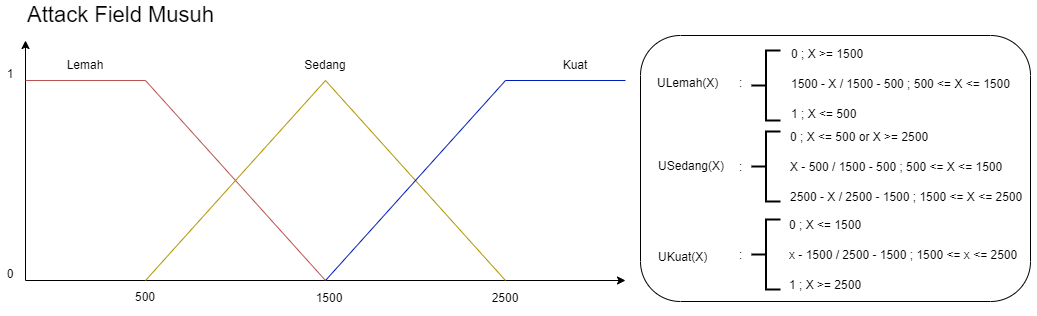 Attack Field Musuh
Lemah
Sedang
Kuat
1
0
500
1500
2500
ULemah(X) :
0 ; X >= 1500
1500 - X / 1500 - 500 ; 500 <= X <= 1500
1 ; X <= 500
USedang(X) :
0 ; X <= 500 or X >= 2500
X - 500 / 1500 - 500 ; 500 <= X <= 1500
2500 - X / 2500 - 1500 ; 1500 <= X <= 2500
UKuat(X) :
0 ; X <= 1500
x - 1500 / 2500 - 1500 ; 1500 <= x <= 2500
1 ; X >= 2500